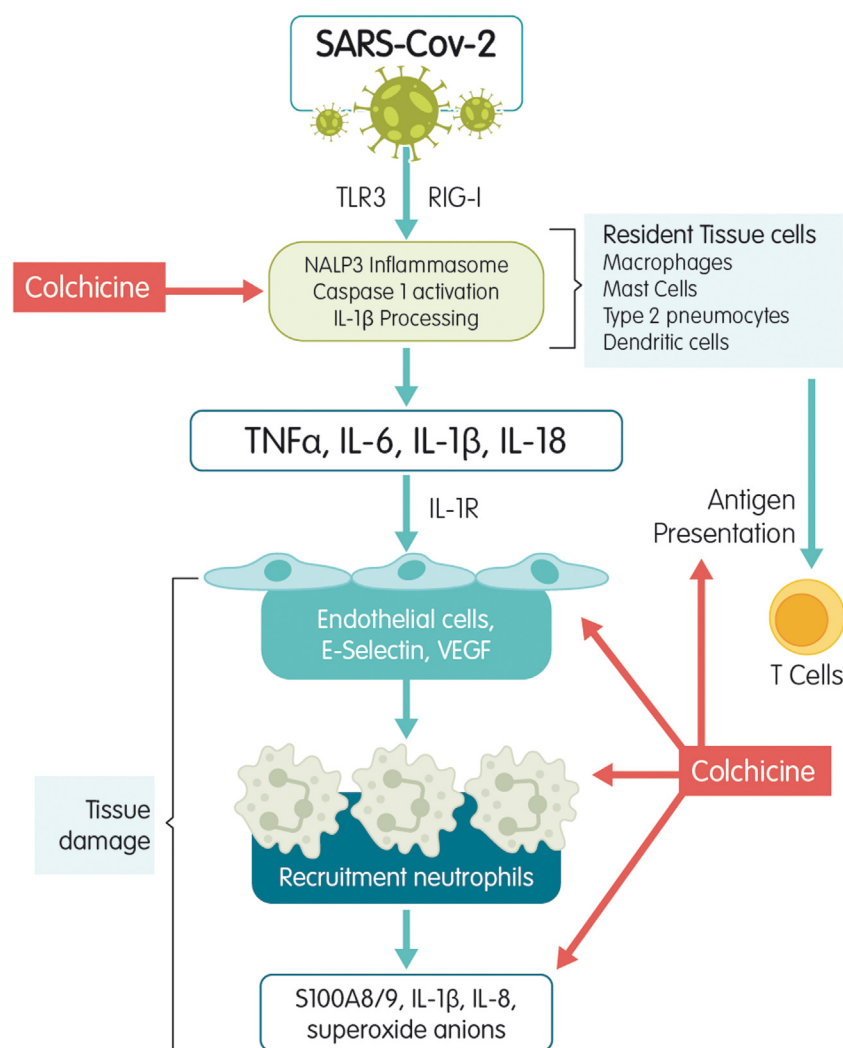 SARS-Cov-2
TLR3 RIG-I
Colchicine
NALP3 Inflammasome
Caspase 1 activation
IL-1β Processing
Resident Tissue cells
Macrophages
Mast Cells
Type 2 pneumocytes
Dendritic cells
TNFα, IL-6, IL-1β, IL-18
IL-1R
Antigen
Presentation
Endothelial cells,
E-Selectin, VEGF
T Cells
Colchicine
Tissue
damage
Recruitment neutrophils
S100A8/9, IL-1β, IL-8,
superoxide anions